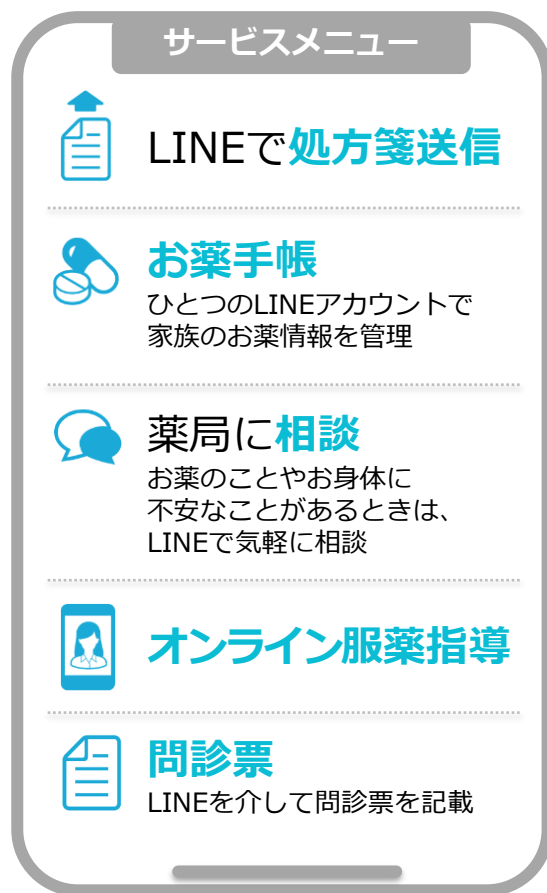 サービスメニュー
LINEで処方箋送信
お薬手帳
ひとつのLINEアカウントで
家族のお薬情報を管理
薬局に相談
お薬のことやお身体に
不安なことがあるときは、
LINEで気軽に相談
オンライン服薬指導
問診票
LINEを介して問診票を記載